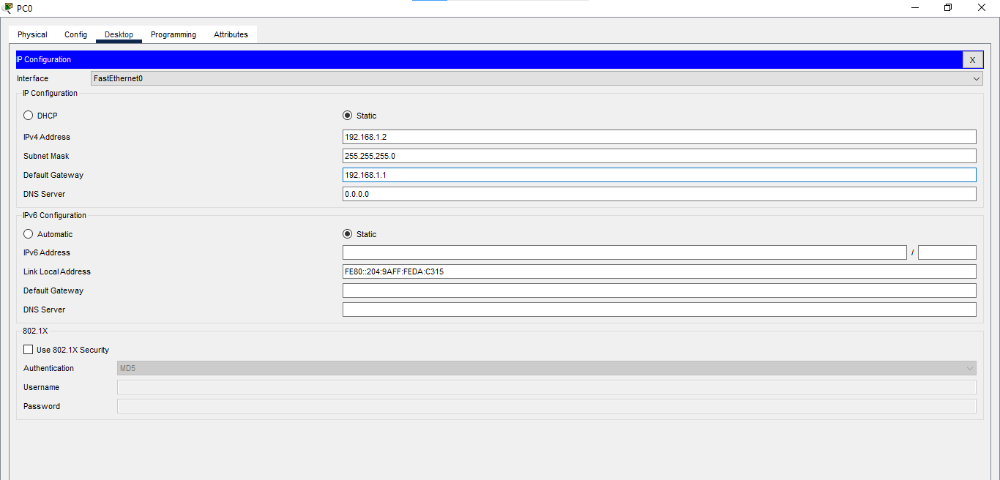 PC0
Physical Config Desktop Programming Attributes
IP Configuration X
Interface FastEthernet0
IP Configuration
DHCP Static
IPv4 Address 192.168.1.2
Subnet Mask 255.255.255.0
Default Gateway 192.168.1.1
DNS Server 0.0.0.0
IPv6 Configuration
Automatic Static
IPv6 Address /
Link Local Address FE80::204:9AFF:FEDA:C315
Default Gateway
DNS Server
802.1X
Use 802.1X Security
Authentication MD5
Username
Password